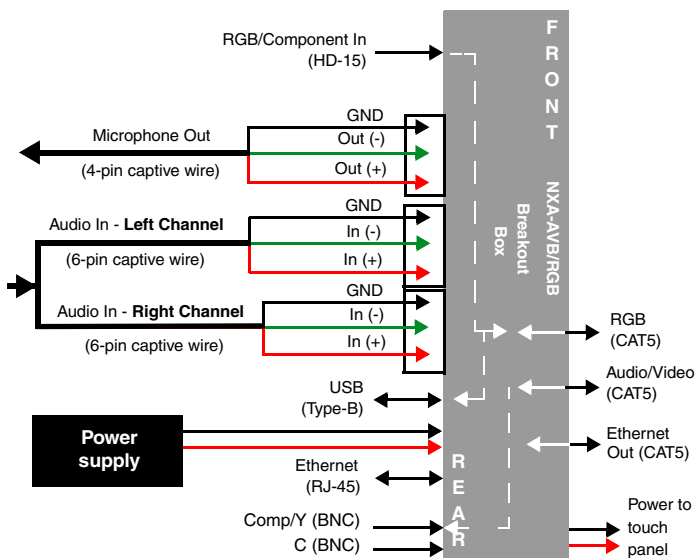 RGB/Component In
(HD-15)
FRONT
GND
Microphone Out
Out (-)
(4-pin captive wire)
Out (+)
NXA-AVB/RGB
Breakout
Box
GND
Audio In - Left Channel
In (-)
(6-pin captive wire)
In (+)
GND
Audio In - Right Channel
In (-)
(6-pin captive wire)
In (+)
RGB
(CAT5)
Audio/Video
(CAT5)
USB
(Type-B)
Ethernet
Out (CAT5)
Power
supply
REAR
Ethernet
(RJ-45)
Comp/Y (BNC)
C (BNC)
Power to
touch
panel